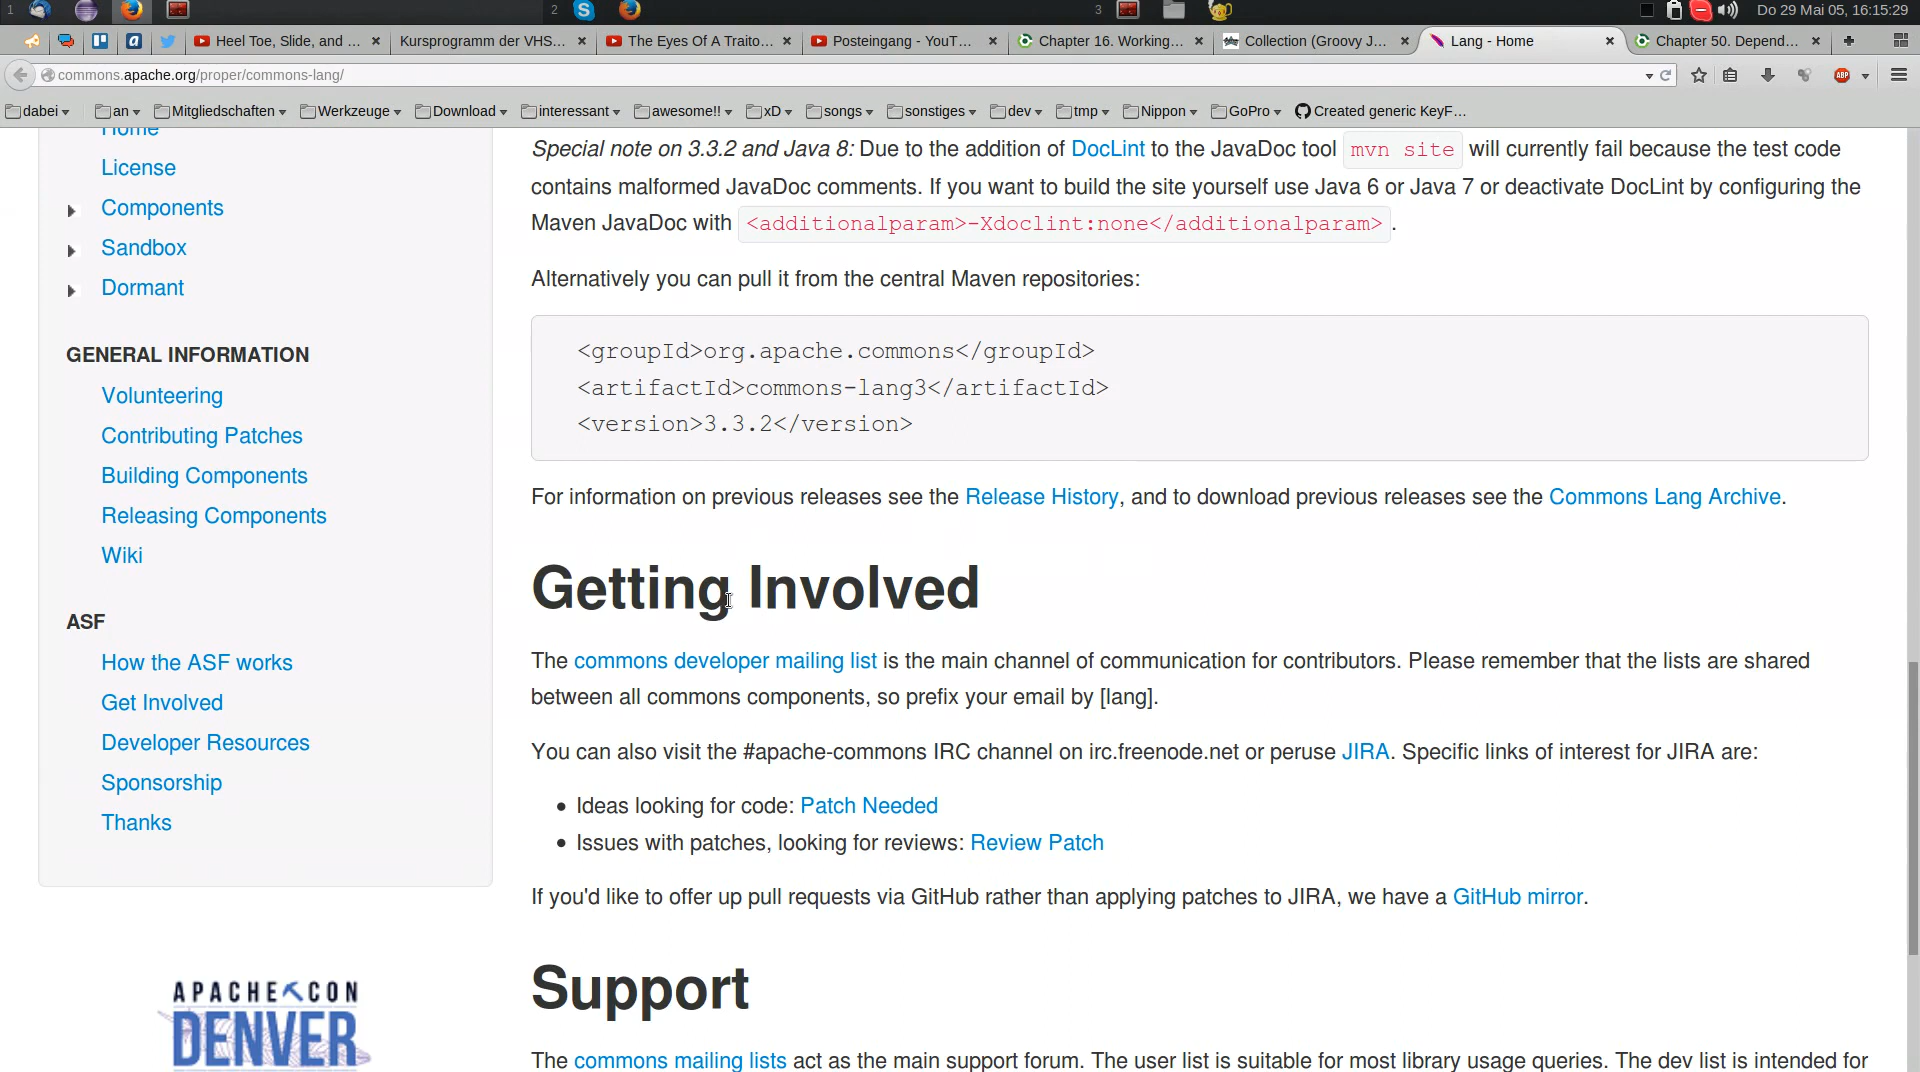 1
2
3
Do 29 Mai 05, 16:15:29
Heel Toe, Slide, and ...
Kursprogramm der VHS...
The Eyes Of A Traito...
Posteingang - YouT...
Chapter 16. Working...
Collection (Groovy J...
Lang - Home
Chapter 50. Depend...
commons.apache.org/proper/commons-lang/
ABP
dabei
an
Mitgliedschaften
Werkzeuge
Download
interessant
awesome!!
xD
songs
sonstiges
dev
tmp
Nippon
GoPro
Created generic KeyF...
Home
License
Components
Sandbox
Dormant
GENERAL INFORMATION
Volunteering
Contributing Patches
Building Components
Releasing Components
Wiki
ASF
How the ASF works
Get Involved
Developer Resources
Sponsorship
Thanks
APACHECON
DENVER
Special note on 3.3.2 and Java 8: Due to the addition of DocLint to the JavaDoc tool mvn site will currently fail because the test code
contains malformed JavaDoc comments. If you want to build the site yourself use Java 6 or Java 7 or deactivate DocLint by configuring the
Maven JavaDoc with <additionalparam>-Xdoclint:none</additionalparam> .
Alternatively you can pull it from the central Maven repositories:
<groupId>org.apache.commons</groupId>
<artifactId>commons-lang3</artifactId>
<version>3.3.2</version>
For information on previous releases see the Release History, and to download previous releases see the Commons Lang Archive.
Getting Involved
The commons developer mailing list is the main channel of communication for contributors. Please remember that the lists are shared
between all commons components, so prefix your email by [lang].
You can also visit the #apache-commons IRC channel on irc.freenode.net or peruse JIRA. Specific links of interest for JIRA are:
• Ideas looking for code: Patch Needed
• Issues with patches, looking for reviews: Review Patch
If you'd like to offer up pull requests via GitHub rather than applying patches to JIRA, we have a GitHub mirror.
Support
The commons mailing lists act as the main support forum. The user list is suitable for most library usage queries. The dev list is intended for